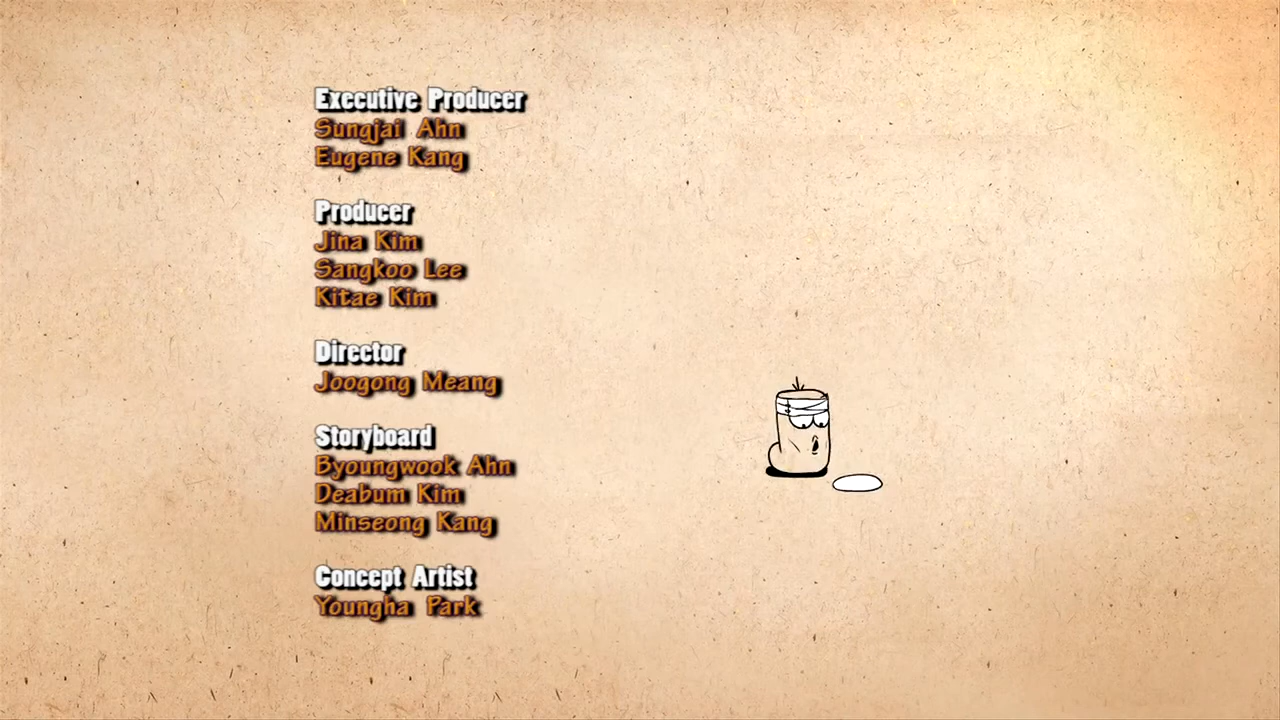 Executive Producer
Sungjai Ahn
Eugene Kang
Producer
Jina Kim
Sangkoo Lee
Kitae Kim
Director
Joogong Meang
Storyboard
Byoungwook Ahn
Deabum Kim
Minseong Kang
Concept Artist
Youngha Park